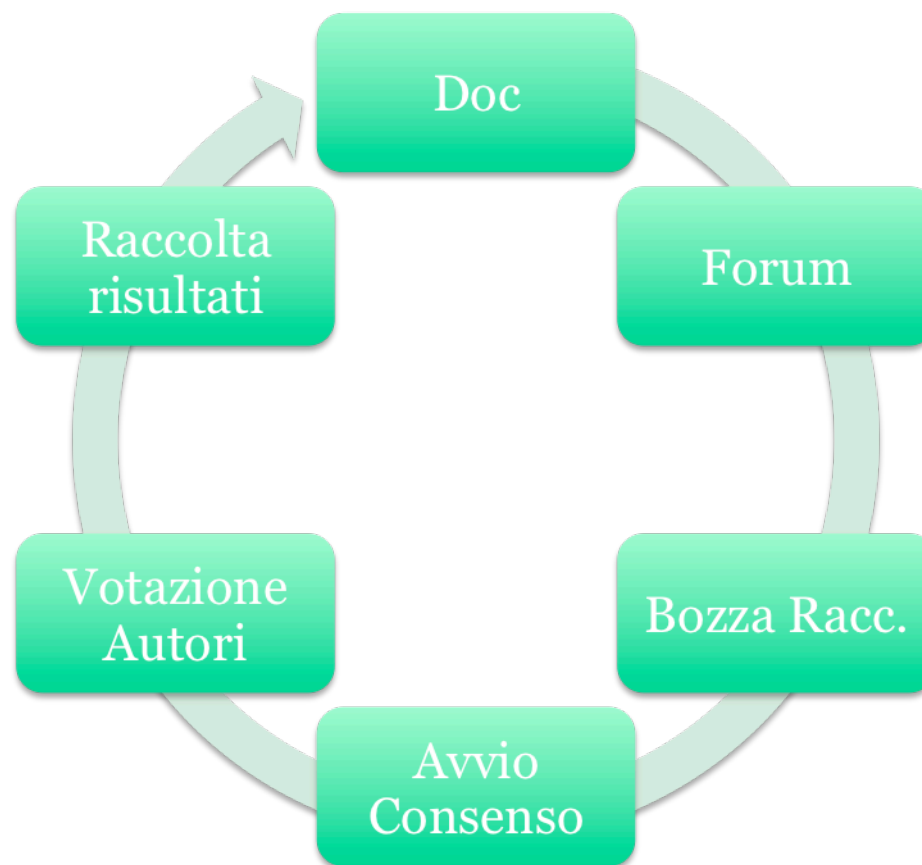 Doc
Forum
Bozza Racc.
Avvio
Consenso
Votazione
Autori
Raccolta
risultati